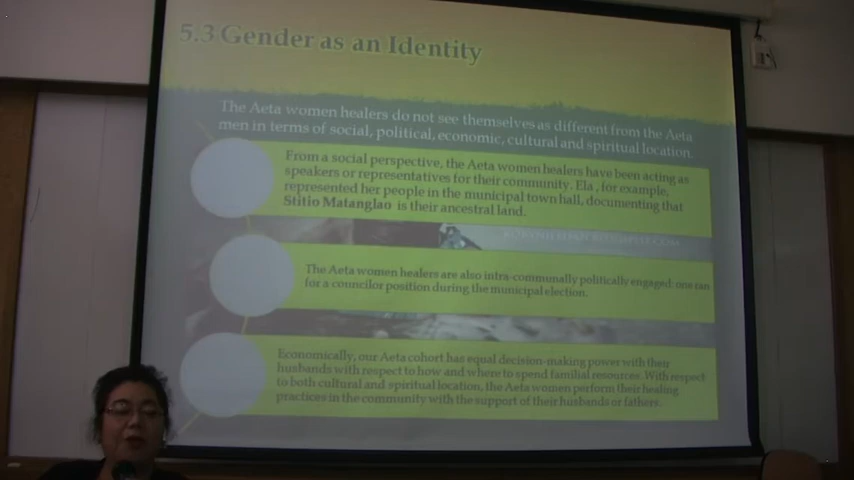 5.3 Gender as an Identity
The Aeta women healers do not see themselves as different from the Aeta
men in terms of social, political, economic, cultural and spiritual location.
From a social perspective, the Aeta women healers have been acting as
speakers or representatives for their community. Ela , for example,
represented her people in the municipal town hall, documenting that
Stitio Matanglao is their ancestral land.
The Aeta women healers are also intra-communally politically engaged: one ran
for a councilor position during the municipal election.
Economically, our Aeta cohort has equal decision-making power with their
husbands with respect to how and where to spend familial resources. With respect
to both cultural and spiritual location, the Aeta women perform their healing
practices in the community with the support of their husbands or fathers.